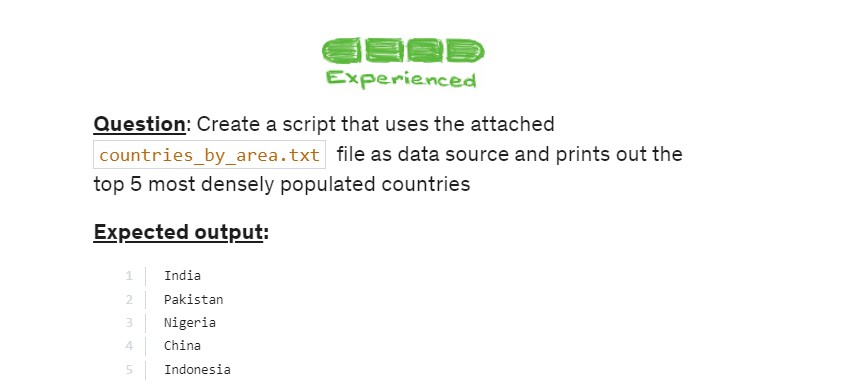 Experienced
Question: Create a script that uses the attached
countries_by_area.txt file as data source and prints out the
top 5 most densely populated countries
Expected output:
1 India
2 Pakistan
3 Nigeria
4 China
5 Indonesia